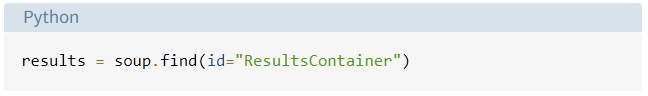 Python
results = soup.find(id="ResultsContainer")